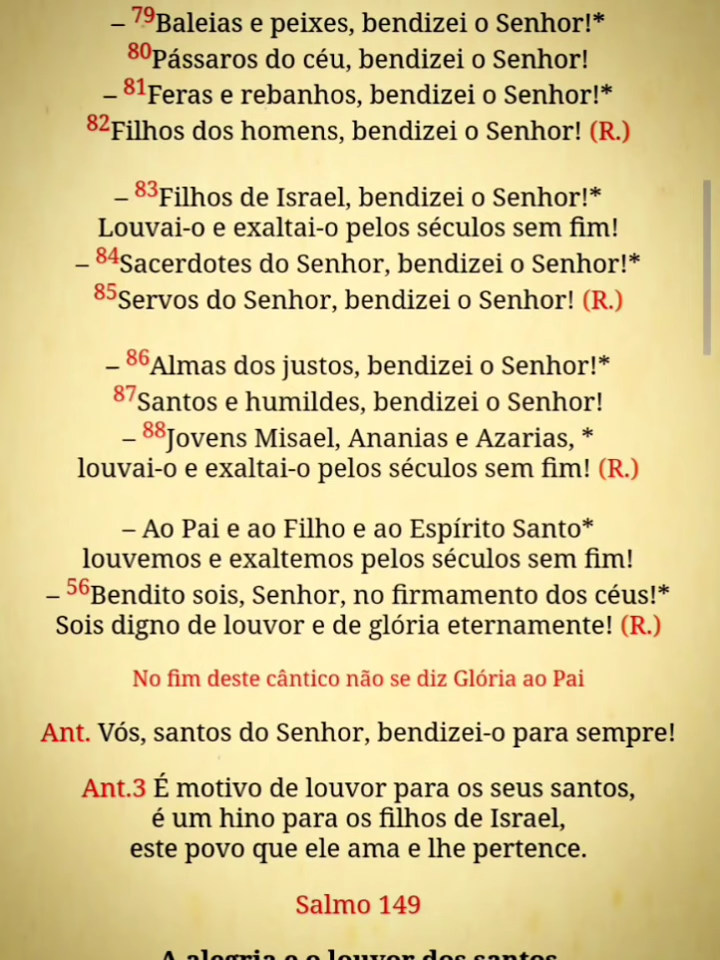 – 79Baleias e peixes, bendizei o Senhor!*
80Pássaros do céu, bendizei o Senhor!
– 81Feras e rebanhos, bendizei o Senhor!*
82Filhos dos homens, bendizei o Senhor! (R.)
– 83Filhos de Israel, bendizei o Senhor!*
Louvai-o e exaltai-o pelos séculos sem fim!
– 84Sacerdotes do Senhor, bendizei o Senhor!*
85Servos do Senhor, bendizei o Senhor! (R.)
– 86Almas dos justos, bendizei o Senhor!*
87Santos e humildes, bendizei o Senhor!
– 88Jovens Misael, Ananias e Azarias, *
louvai-o e exaltai-o pelos séculos sem fim! (R.)
– Ao Pai e ao Filho e ao Espírito Santo*
louvemos e exaltemos pelos séculos sem fim!
– 56Bendito sois, Senhor, no firmamento dos céus!*
Sois digno de louvor e de glória eternamente! (R.)
No fim deste cântico não se diz Glória ao Pai
Ant. Vós, santos do Senhor, bendizei-o para sempre!
Ant.3 É motivo de louvor para os seus santos,
é um hino para os filhos de Israel,
este povo que ele ama e lhe pertence.
Salmo 149
A alegria e o louvor dos santos